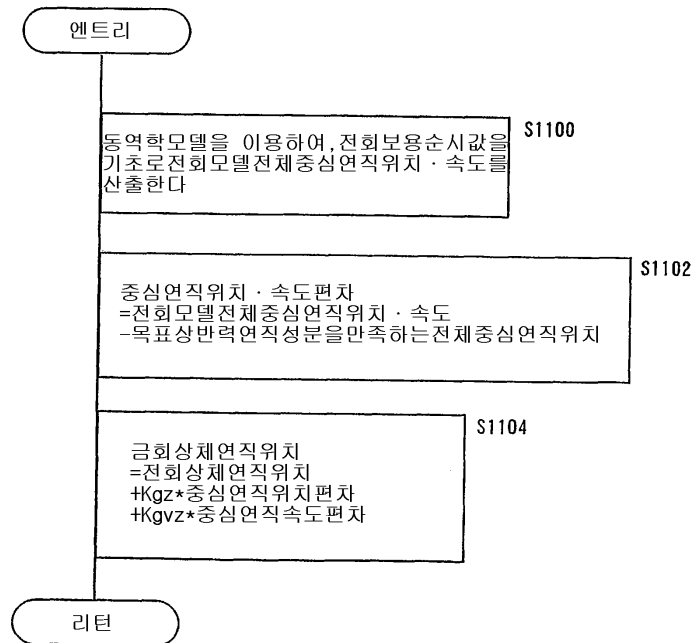 엔트리
S1100
동역학모델을 이용하여,전회보용순시값을
기초로전회모델전체중심연직위치 · 속도를
산출한다
S1102
중심연직위치 · 속도편차
=전회모델전체중심연직위치 · 속도
-목표상반력연직성분을만족하는전체중심연직위치
S1104
금회상체연직위치
=전회상체연직위치
+Kgz*중심연직위치편차
+Kgvz*중심연직속도편차
리턴